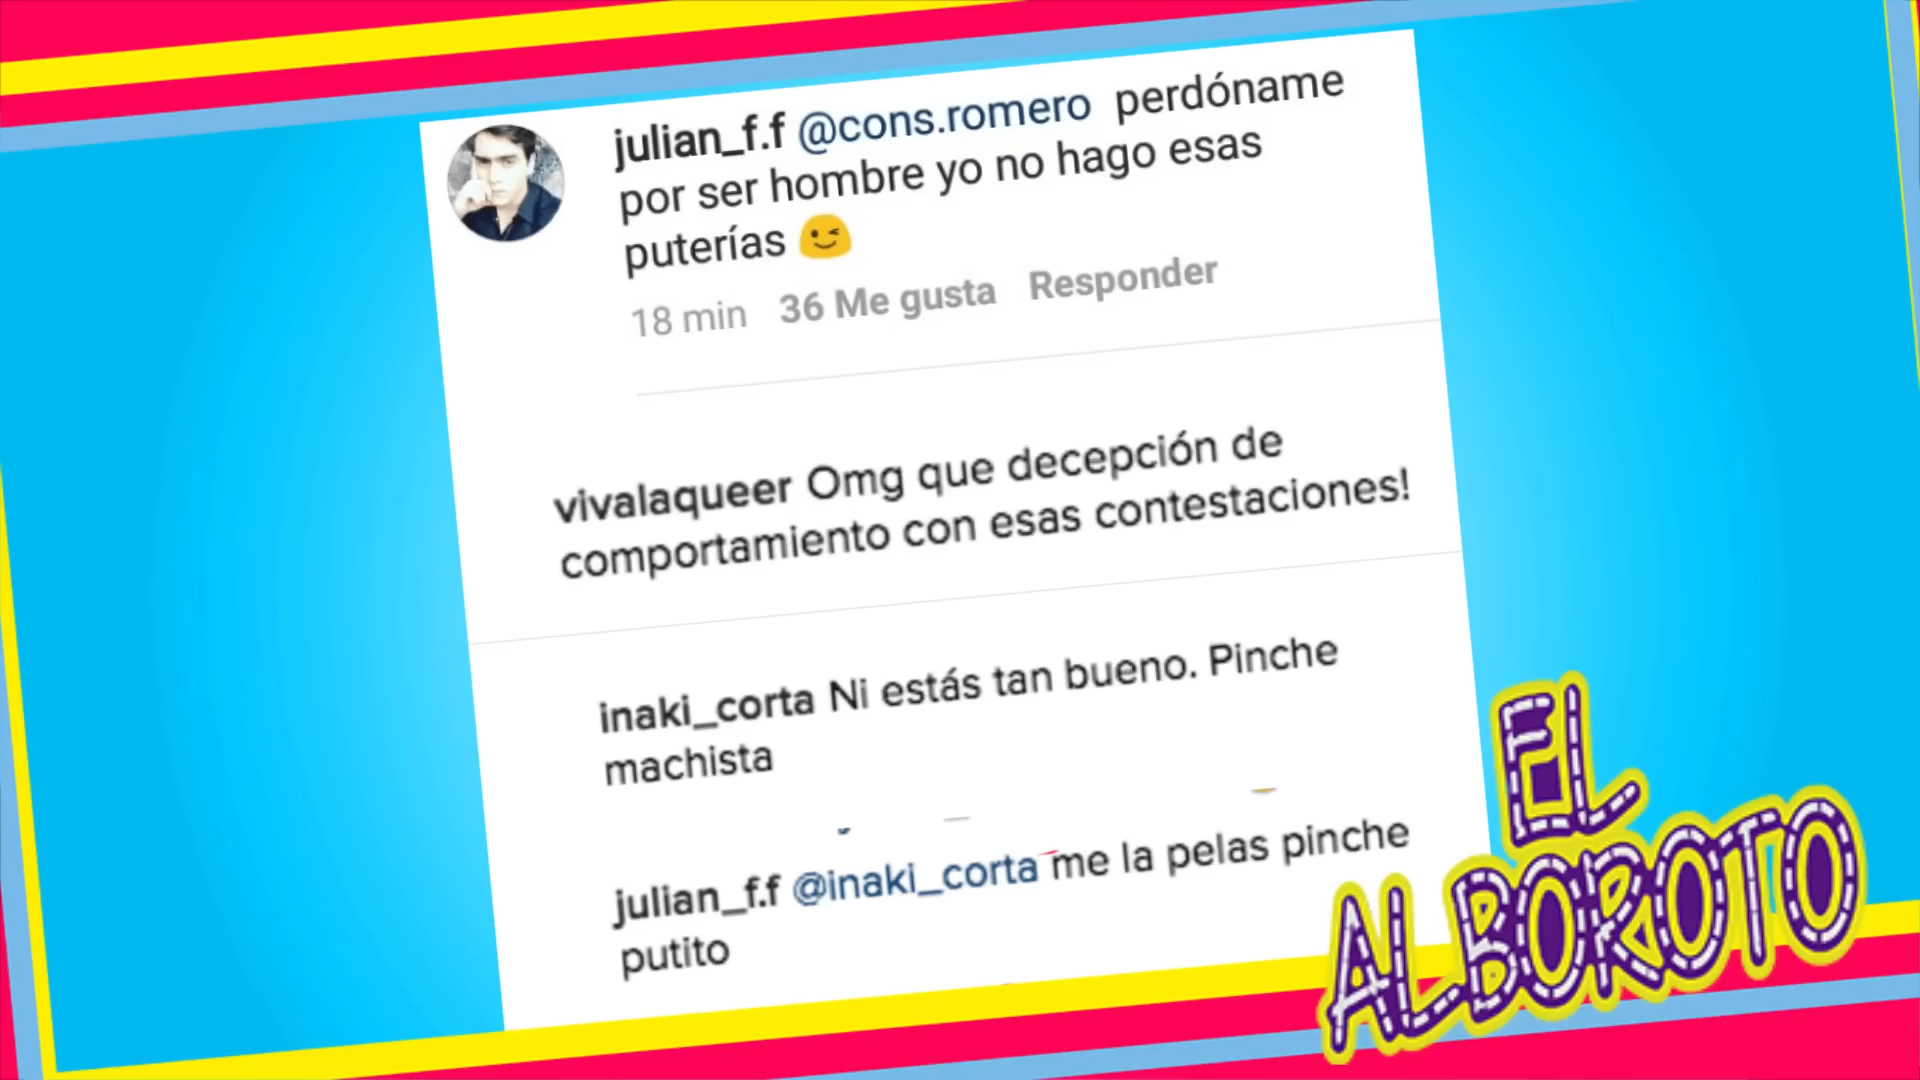 julian_f.f @cons.romero perdóname
por ser hombre yo no hago esas
puterías 😉
18 min 36 Me gusta Responder
vivalaqueer Omg que decepción de
comportamiento con esas contestaciones!
inaki_corta Ni estás tan bueno. Pinche
machista
julian_f.f @inaki_corta me la pelas pinche
putito
EL
ALBOROTO